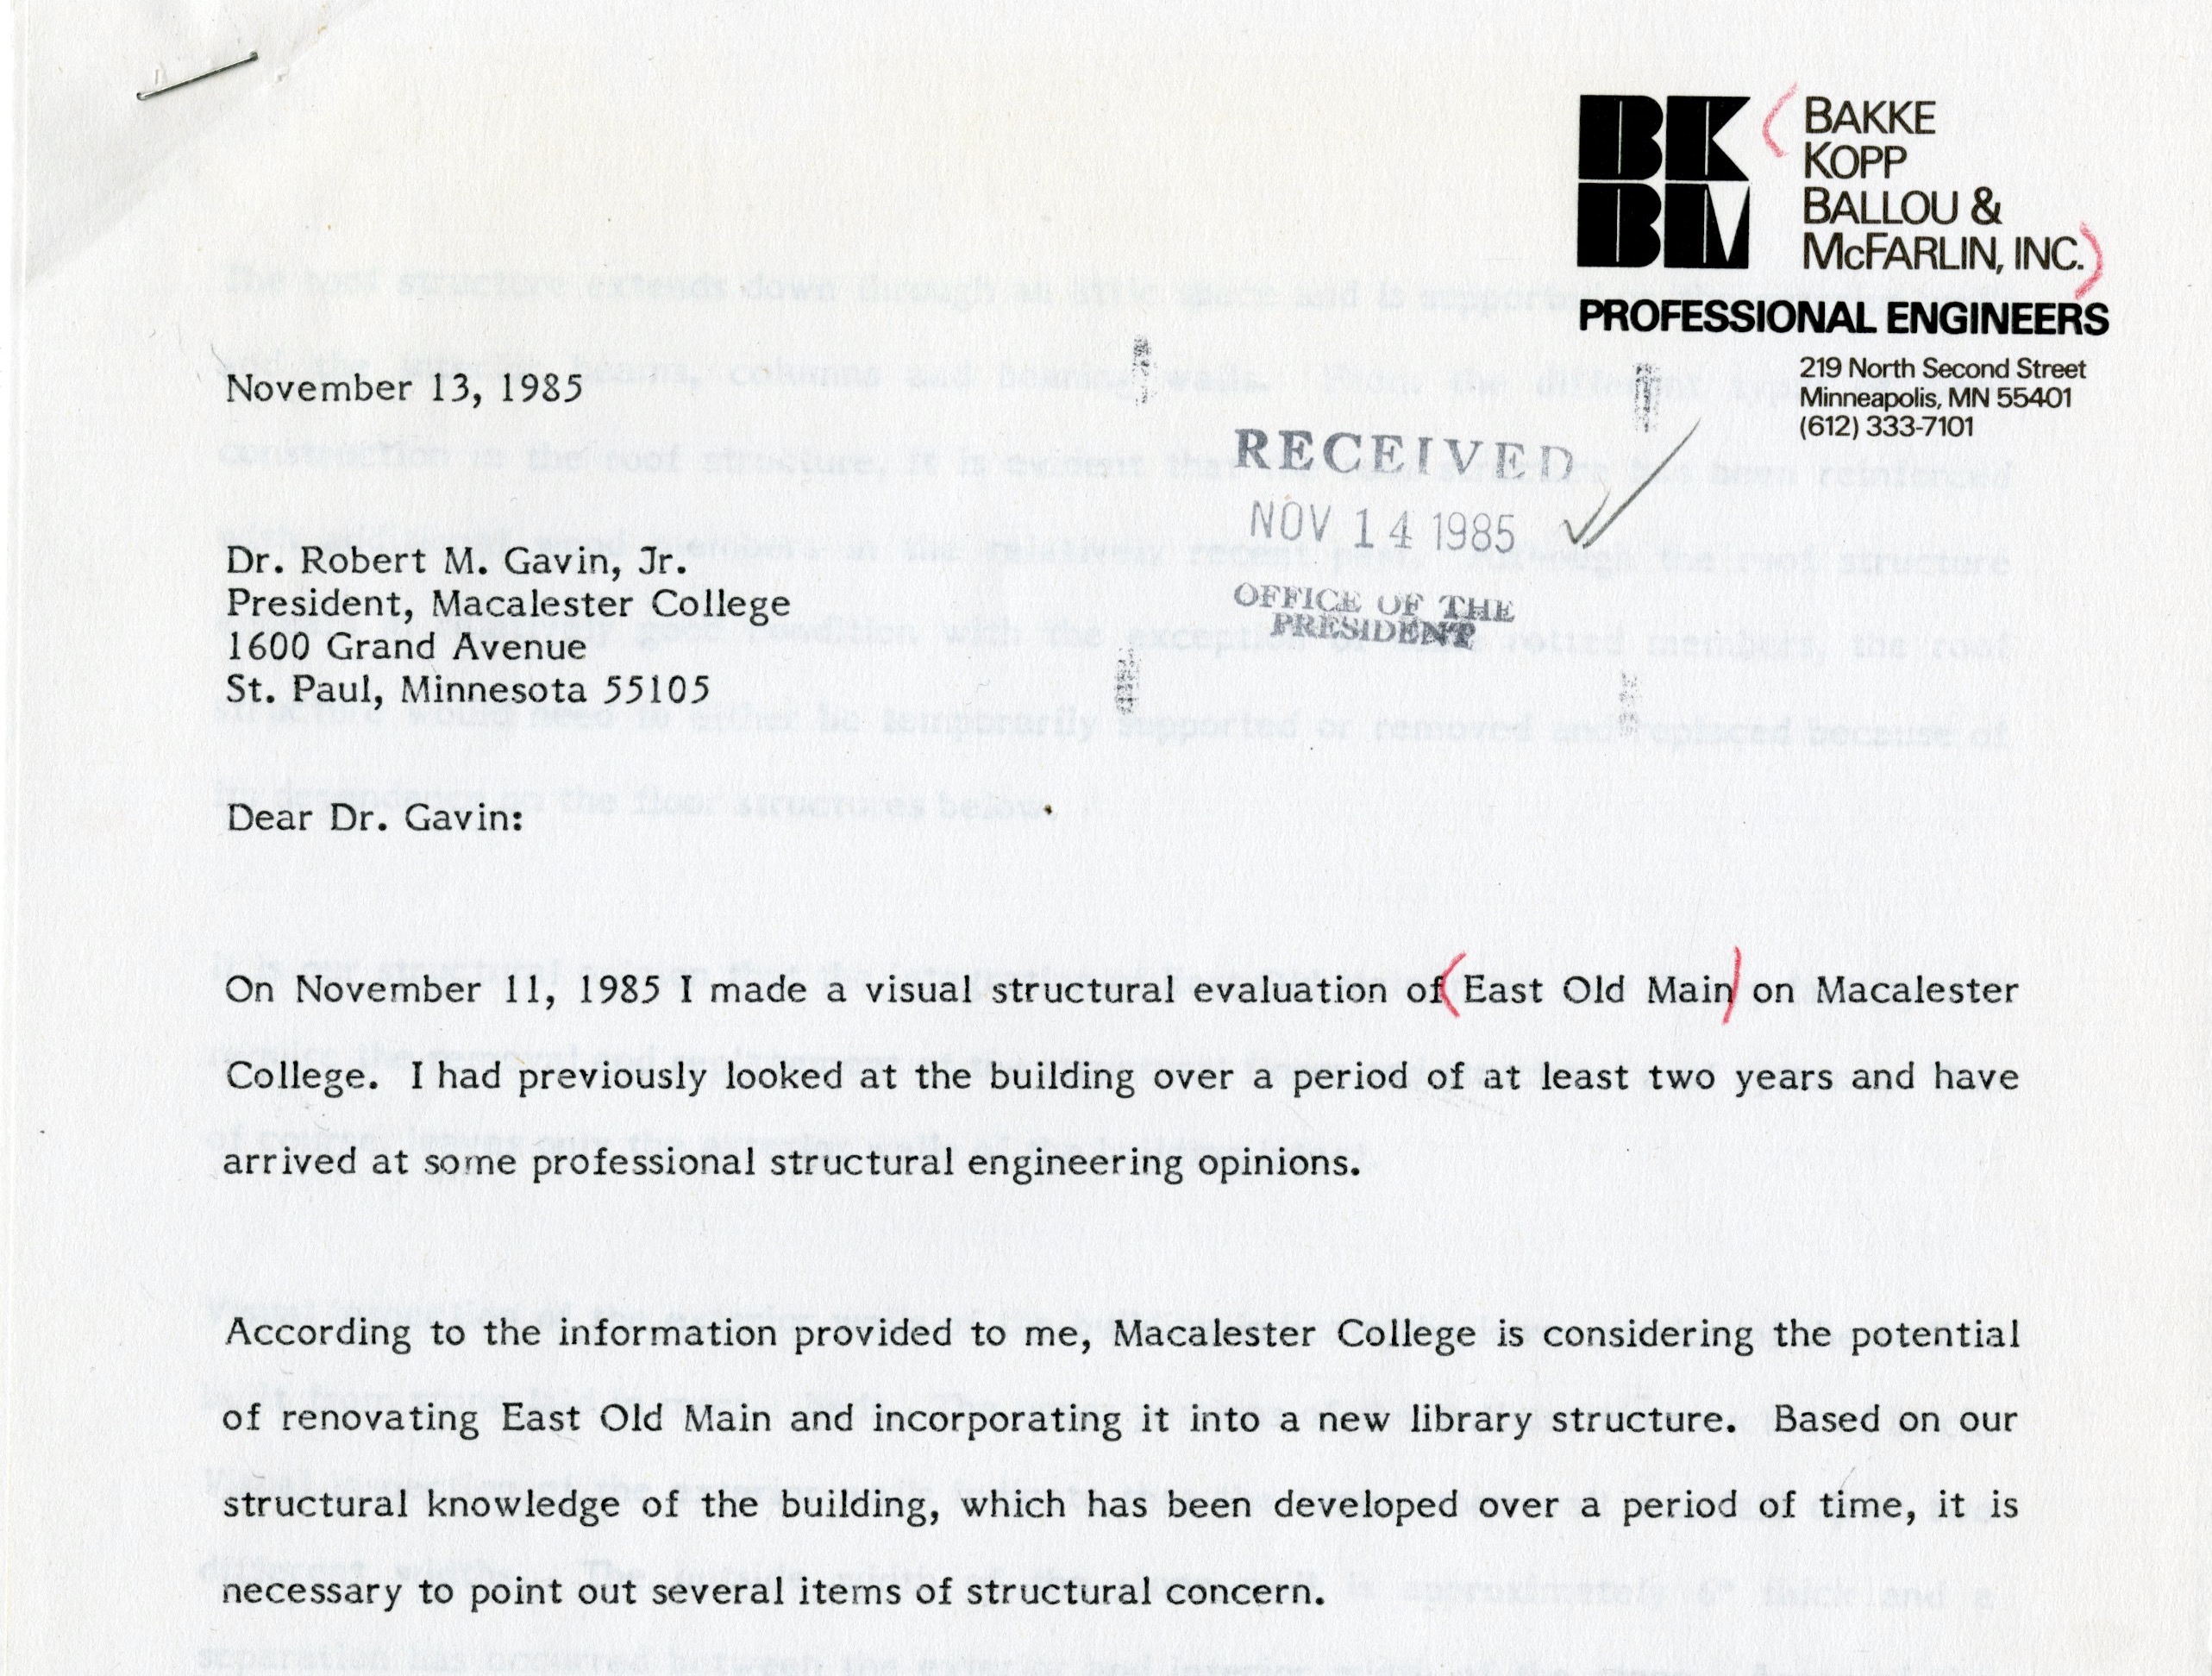 BK
BM
BAKKE
KOPP
BALLOU &
McFARLIN, INC.
PROFESSIONAL ENGINEERS
219 North Second Street
Minneapolis, MN 55401
(612) 333-7101
November 13, 1985
RECEIVED
NOV 14 1985
OFFICE OF THE
PRESIDENT
Dr. Robert M. Gavin, Jr.
President, Macalester College
1600 Grand Avenue
St. Paul, Minnesota 55105
Dear Dr. Gavin:
On November 11, 1985 I made a visual structural evaluation of (East Old Main) on Macalester
College. I had previously looked at the building over a period of at least two years and have
arrived at some professional structural engineering opinions.
According to the information provided to me, Macalester College is considering the potential
of renovating East Old Main and incorporating it into a new library structure. Based on our
structural knowledge of the building, which has been developed over a period of time, it is
necessary to point out several items of structural concern.